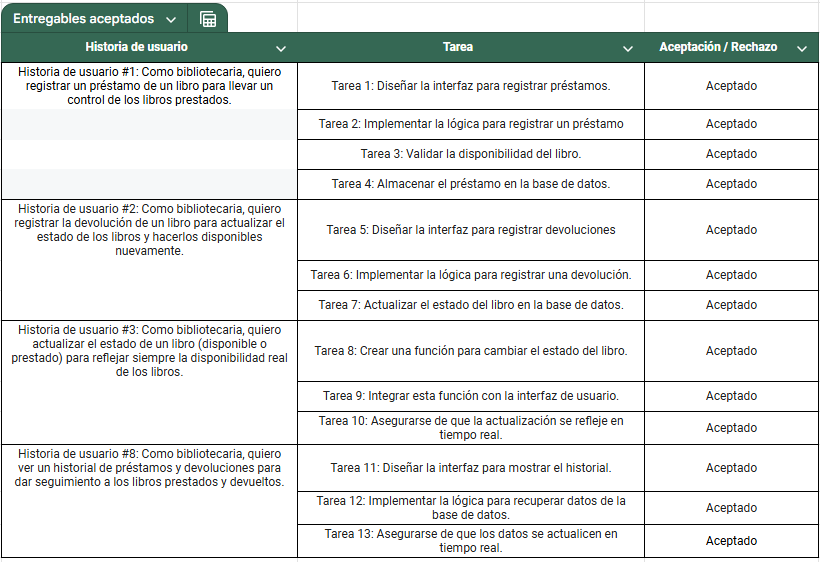 Entregables aceptados
Historia de usuario
Tarea
Aceptación / Rechazo
Historia de usuario #1: Como bibliotecaria, quiero
registrar un préstamo de un libro para llevar un
control de los libros prestados.
Tarea 1: Diseñar la interfaz para registrar préstamos.
Aceptado
Tarea 2: Implementar la lógica para registrar un préstamo
Aceptado
Tarea 3: Validar la disponibilidad del libro.
Aceptado
Tarea 4: Almacenar el préstamo en la base de datos.
Aceptado
Historia de usuario #2: Como bibliotecaria, quiero
registrar la devolución de un libro para actualizar el
estado de los libros y hacerlos disponibles
nuevamente.
Tarea 5: Diseñar la interfaz para registrar devoluciones
Aceptado
Tarea 6: Implementar la lógica para registrar una devolución.
Aceptado
Tarea 7: Actualizar el estado del libro en la base de datos.
Aceptado
Historia de usuario #3: Como bibliotecaria, quiero
actualizar el estado de un libro (disponible o
prestado) para reflejar siempre la disponibilidad real
de los libros.
Tarea 8: Crear una función para cambiar el estado del libro.
Aceptado
Tarea 9: Integrar esta función con la interfaz de usuario.
Aceptado
Tarea 10: Asegurarse de que la actualización se refleje en
tiempo real.
Aceptado
Historia de usuario #8: Como bibliotecaria, quiero
ver un historial de préstamos y devoluciones para
dar seguimiento a los libros prestados y devueltos.
Tarea 11: Diseñar la interfaz para mostrar el historial.
Aceptado
Tarea 12: Implementar la lógica para recuperar datos de la
base de datos.
Aceptado
Tarea 13: Asegurarse de que los datos se actualicen en
tiempo real.
Aceptado